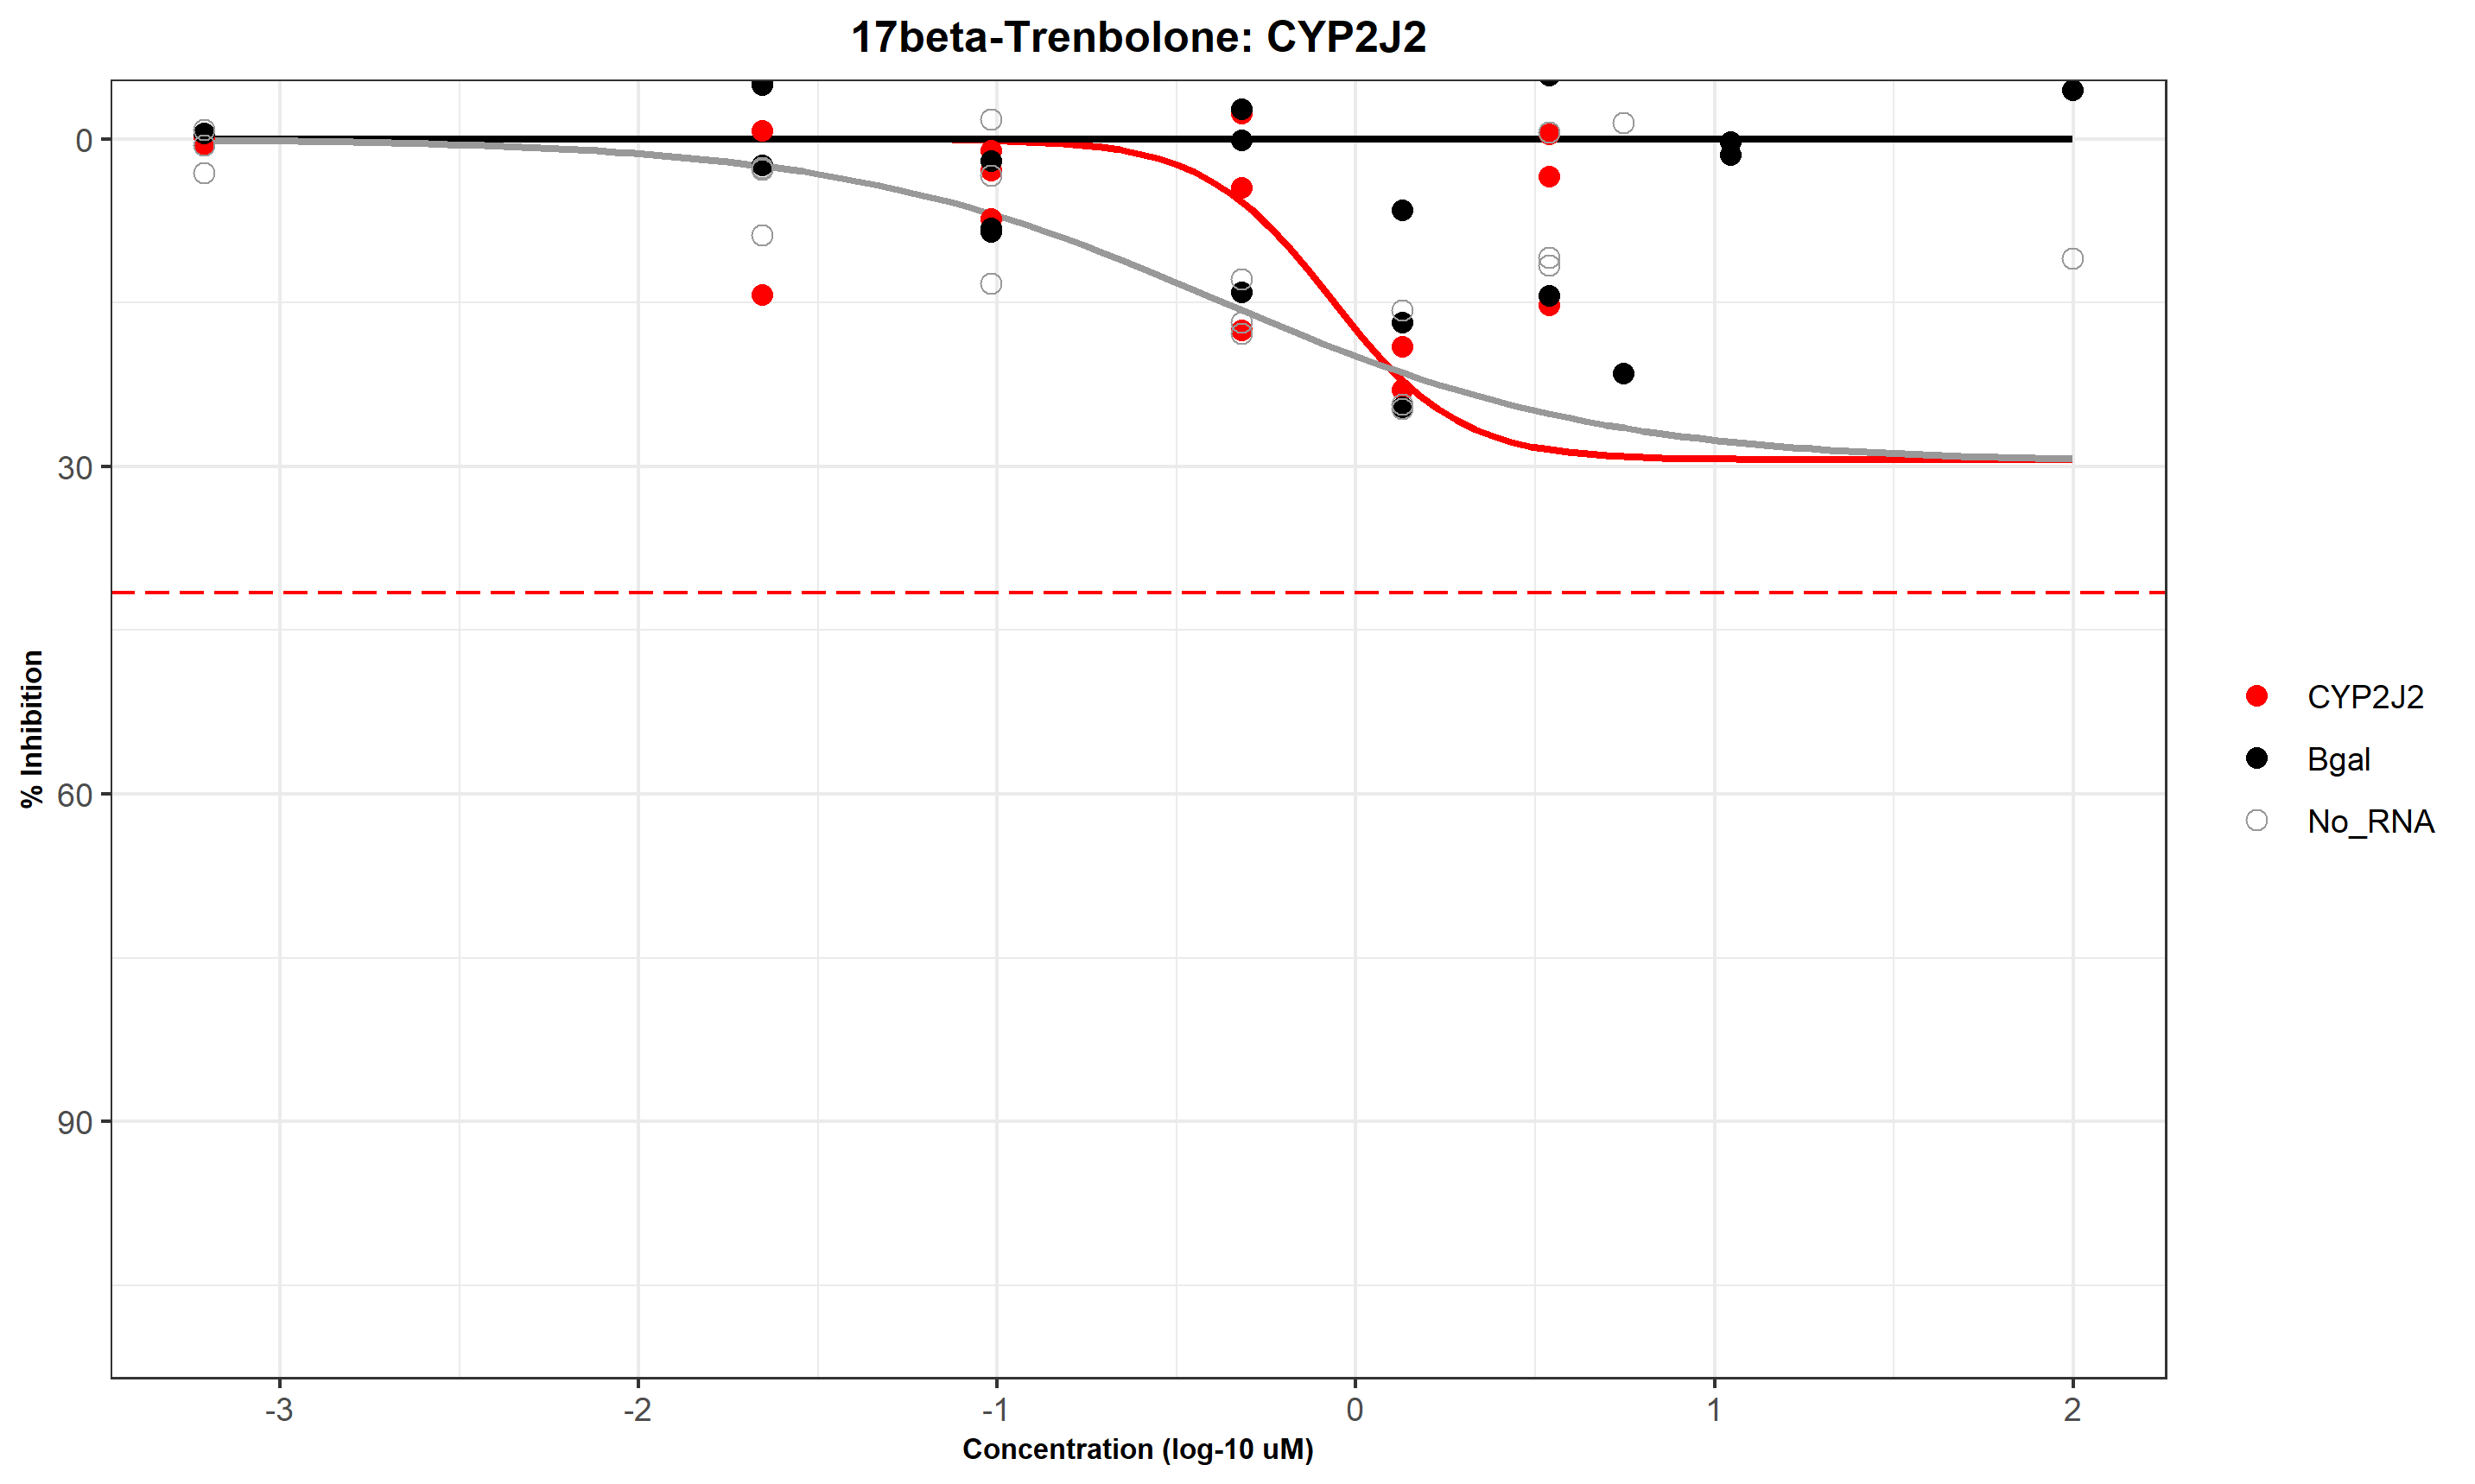 17beta-Trenbolone: CYP2J2
0
30
60
90
% Inhibition
-3
-2
-1
0
1
2
Concentration (log-10 uM)
CYP2J2
Bgal
No_RNA